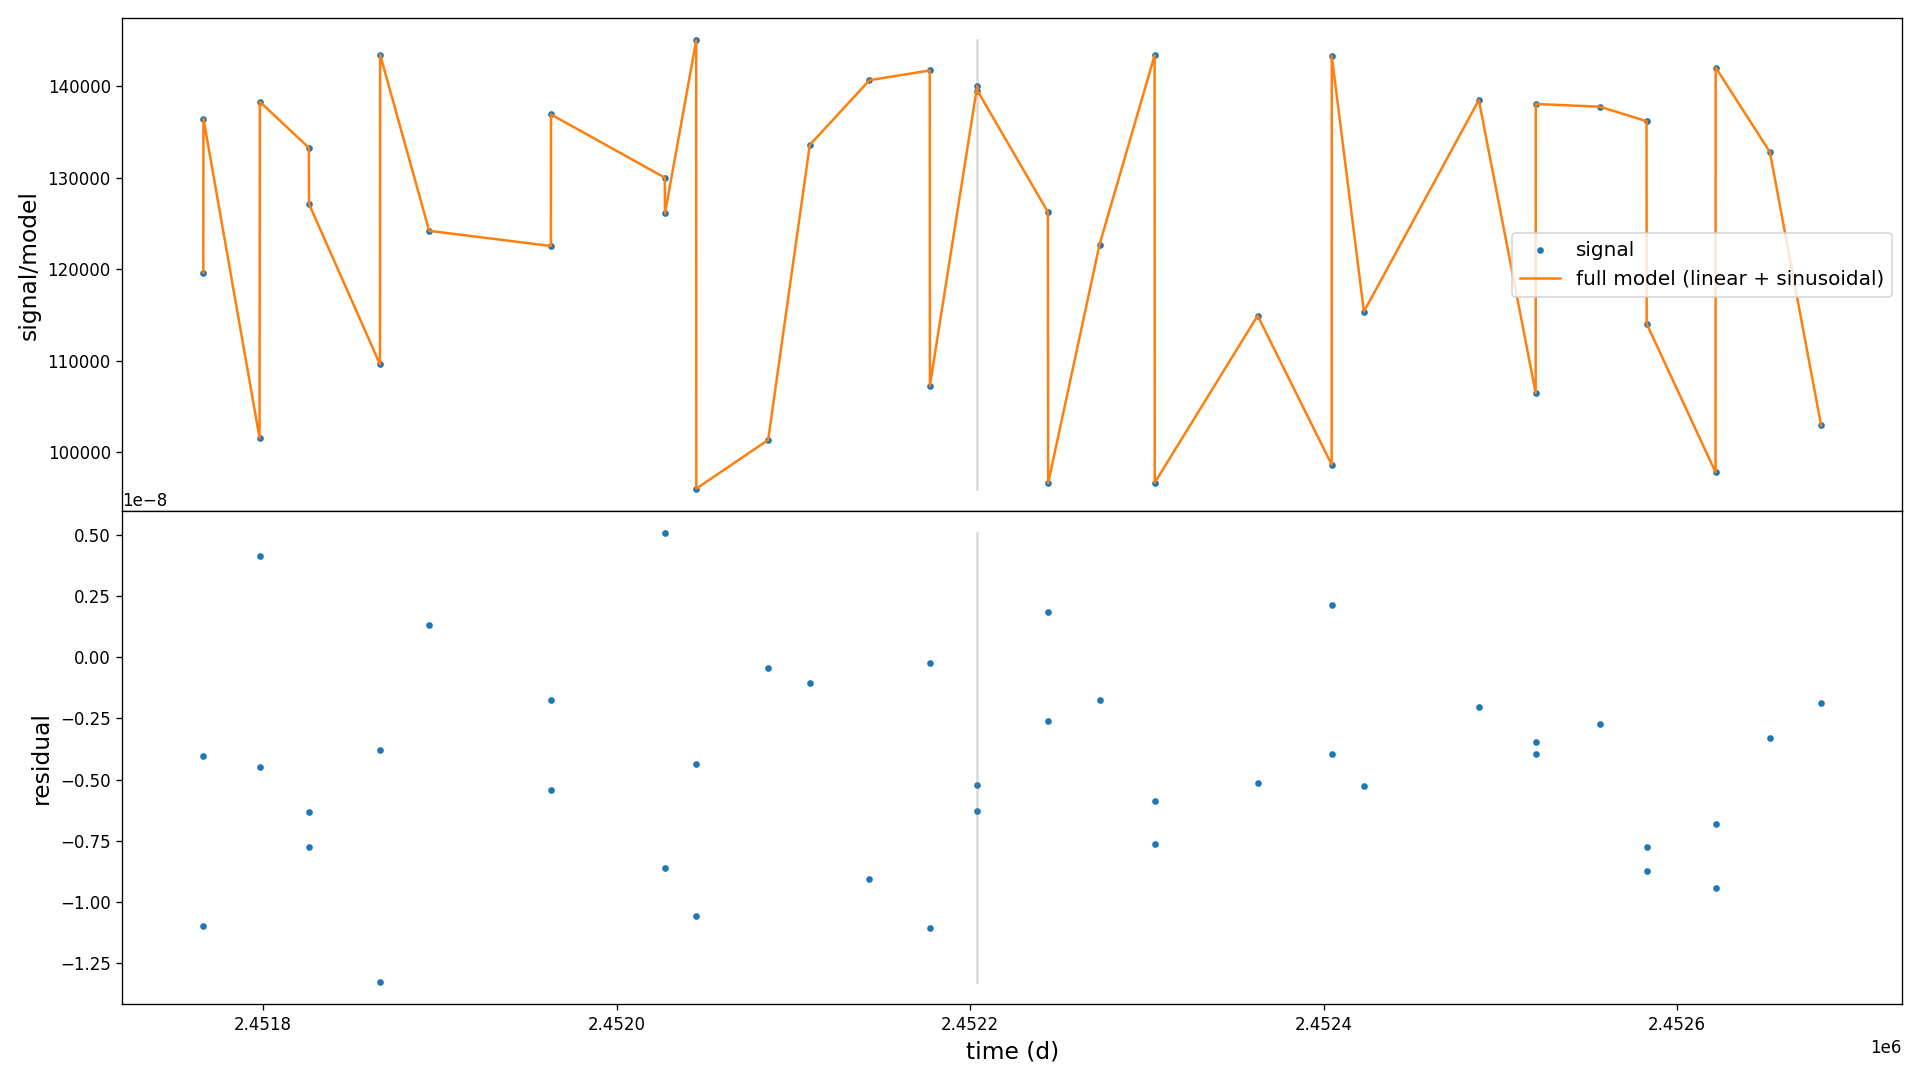 signal/model
140000
130000
120000
110000
100000
signal
full model (linear + sinusoidal)
1e−8
residual
0.50
0.25
0.00
−0.25
−0.50
−0.75
−1.00
−1.25
2.4518
2.4520
2.4522
2.4524
2.4526
time (d)
1e6